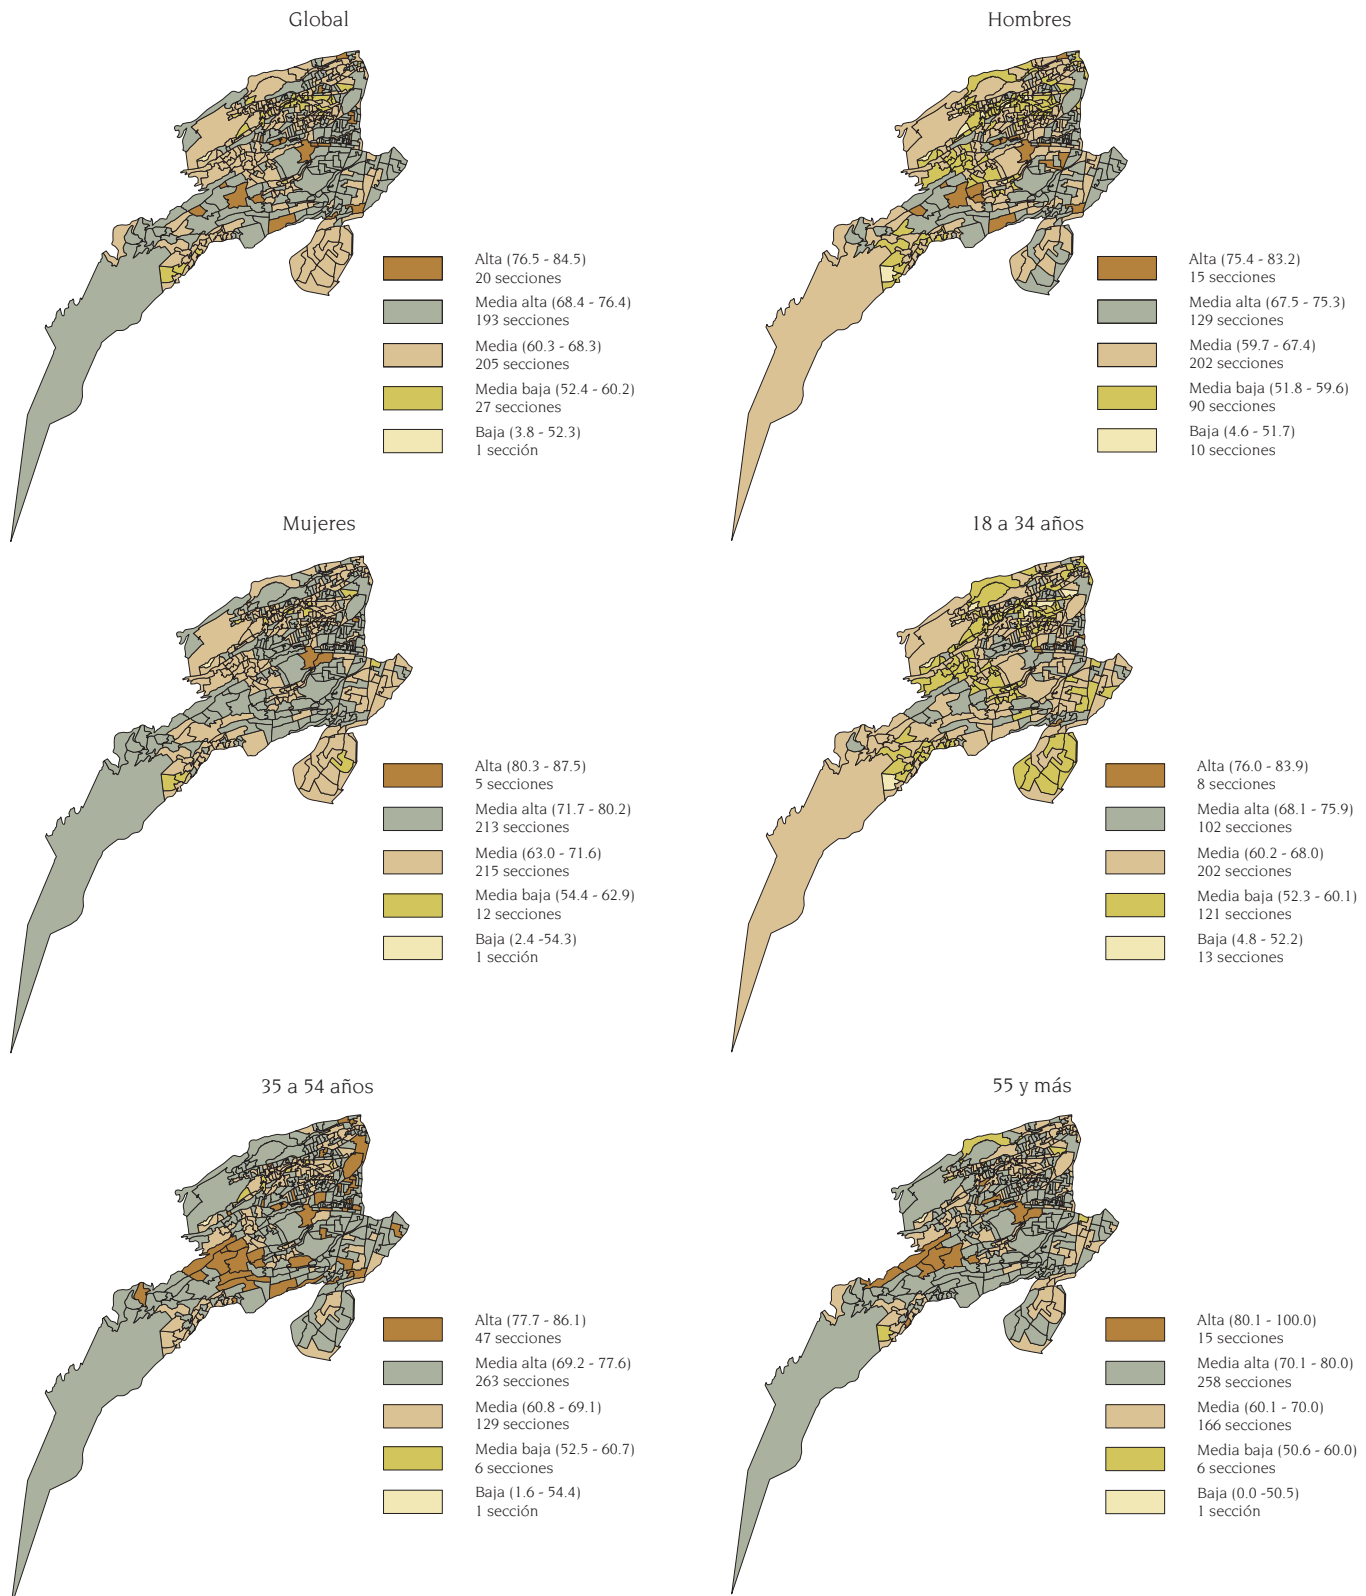 Global
Alta (76.5 - 84.5)
20 secciones
Media alta (68.4 - 76.4)
193 secciones
Media (60.3 - 68.3)
205 secciones
Media baja (52.4 - 60.2)
27 secciones
Baja (3.8 - 52.3)
1 sección
Hombres
Alta (75.4 - 83.2)
15 secciones
Media alta (67.5 - 75.3)
129 secciones
Media (59.7 - 67.4)
202 secciones
Media baja (51.8 - 59.6)
90 secciones
Baja (4.6 - 51.7)
10 secciones
Mujeres
Alta (80.3 - 87.5)
5 secciones
Media alta (71.7 - 80.2)
213 secciones
Media (63.0 - 71.6)
215 secciones
Media baja (54.4 - 62.9)
12 secciones
Baja (2.4 -54.3)
1 sección
18 a 34 años
Alta (76.0 - 83.9)
8 secciones
Media alta (68.1 - 75.9)
102 secciones
Media (60.2 - 68.0)
202 secciones
Media baja (52.3 - 60.1)
121 secciones
Baja (4.8 - 52.2)
13 secciones
35 a 54 años
Alta (77.7 - 86.1)
47 secciones
Media alta (69.2 - 77.6)
263 secciones
Media (60.8 - 69.1)
129 secciones
Media baja (52.5 - 60.7)
6 secciones
Baja (1.6 - 54.4)
1 sección
55 y más
Alta (80.1 - 100.0)
15 secciones
Media alta (70.1 - 80.0)
258 secciones
Media (60.1 - 70.0)
166 secciones
Media baja (50.6 - 60.0)
6 secciones
Baja (0.0 -50.5)
1 sección